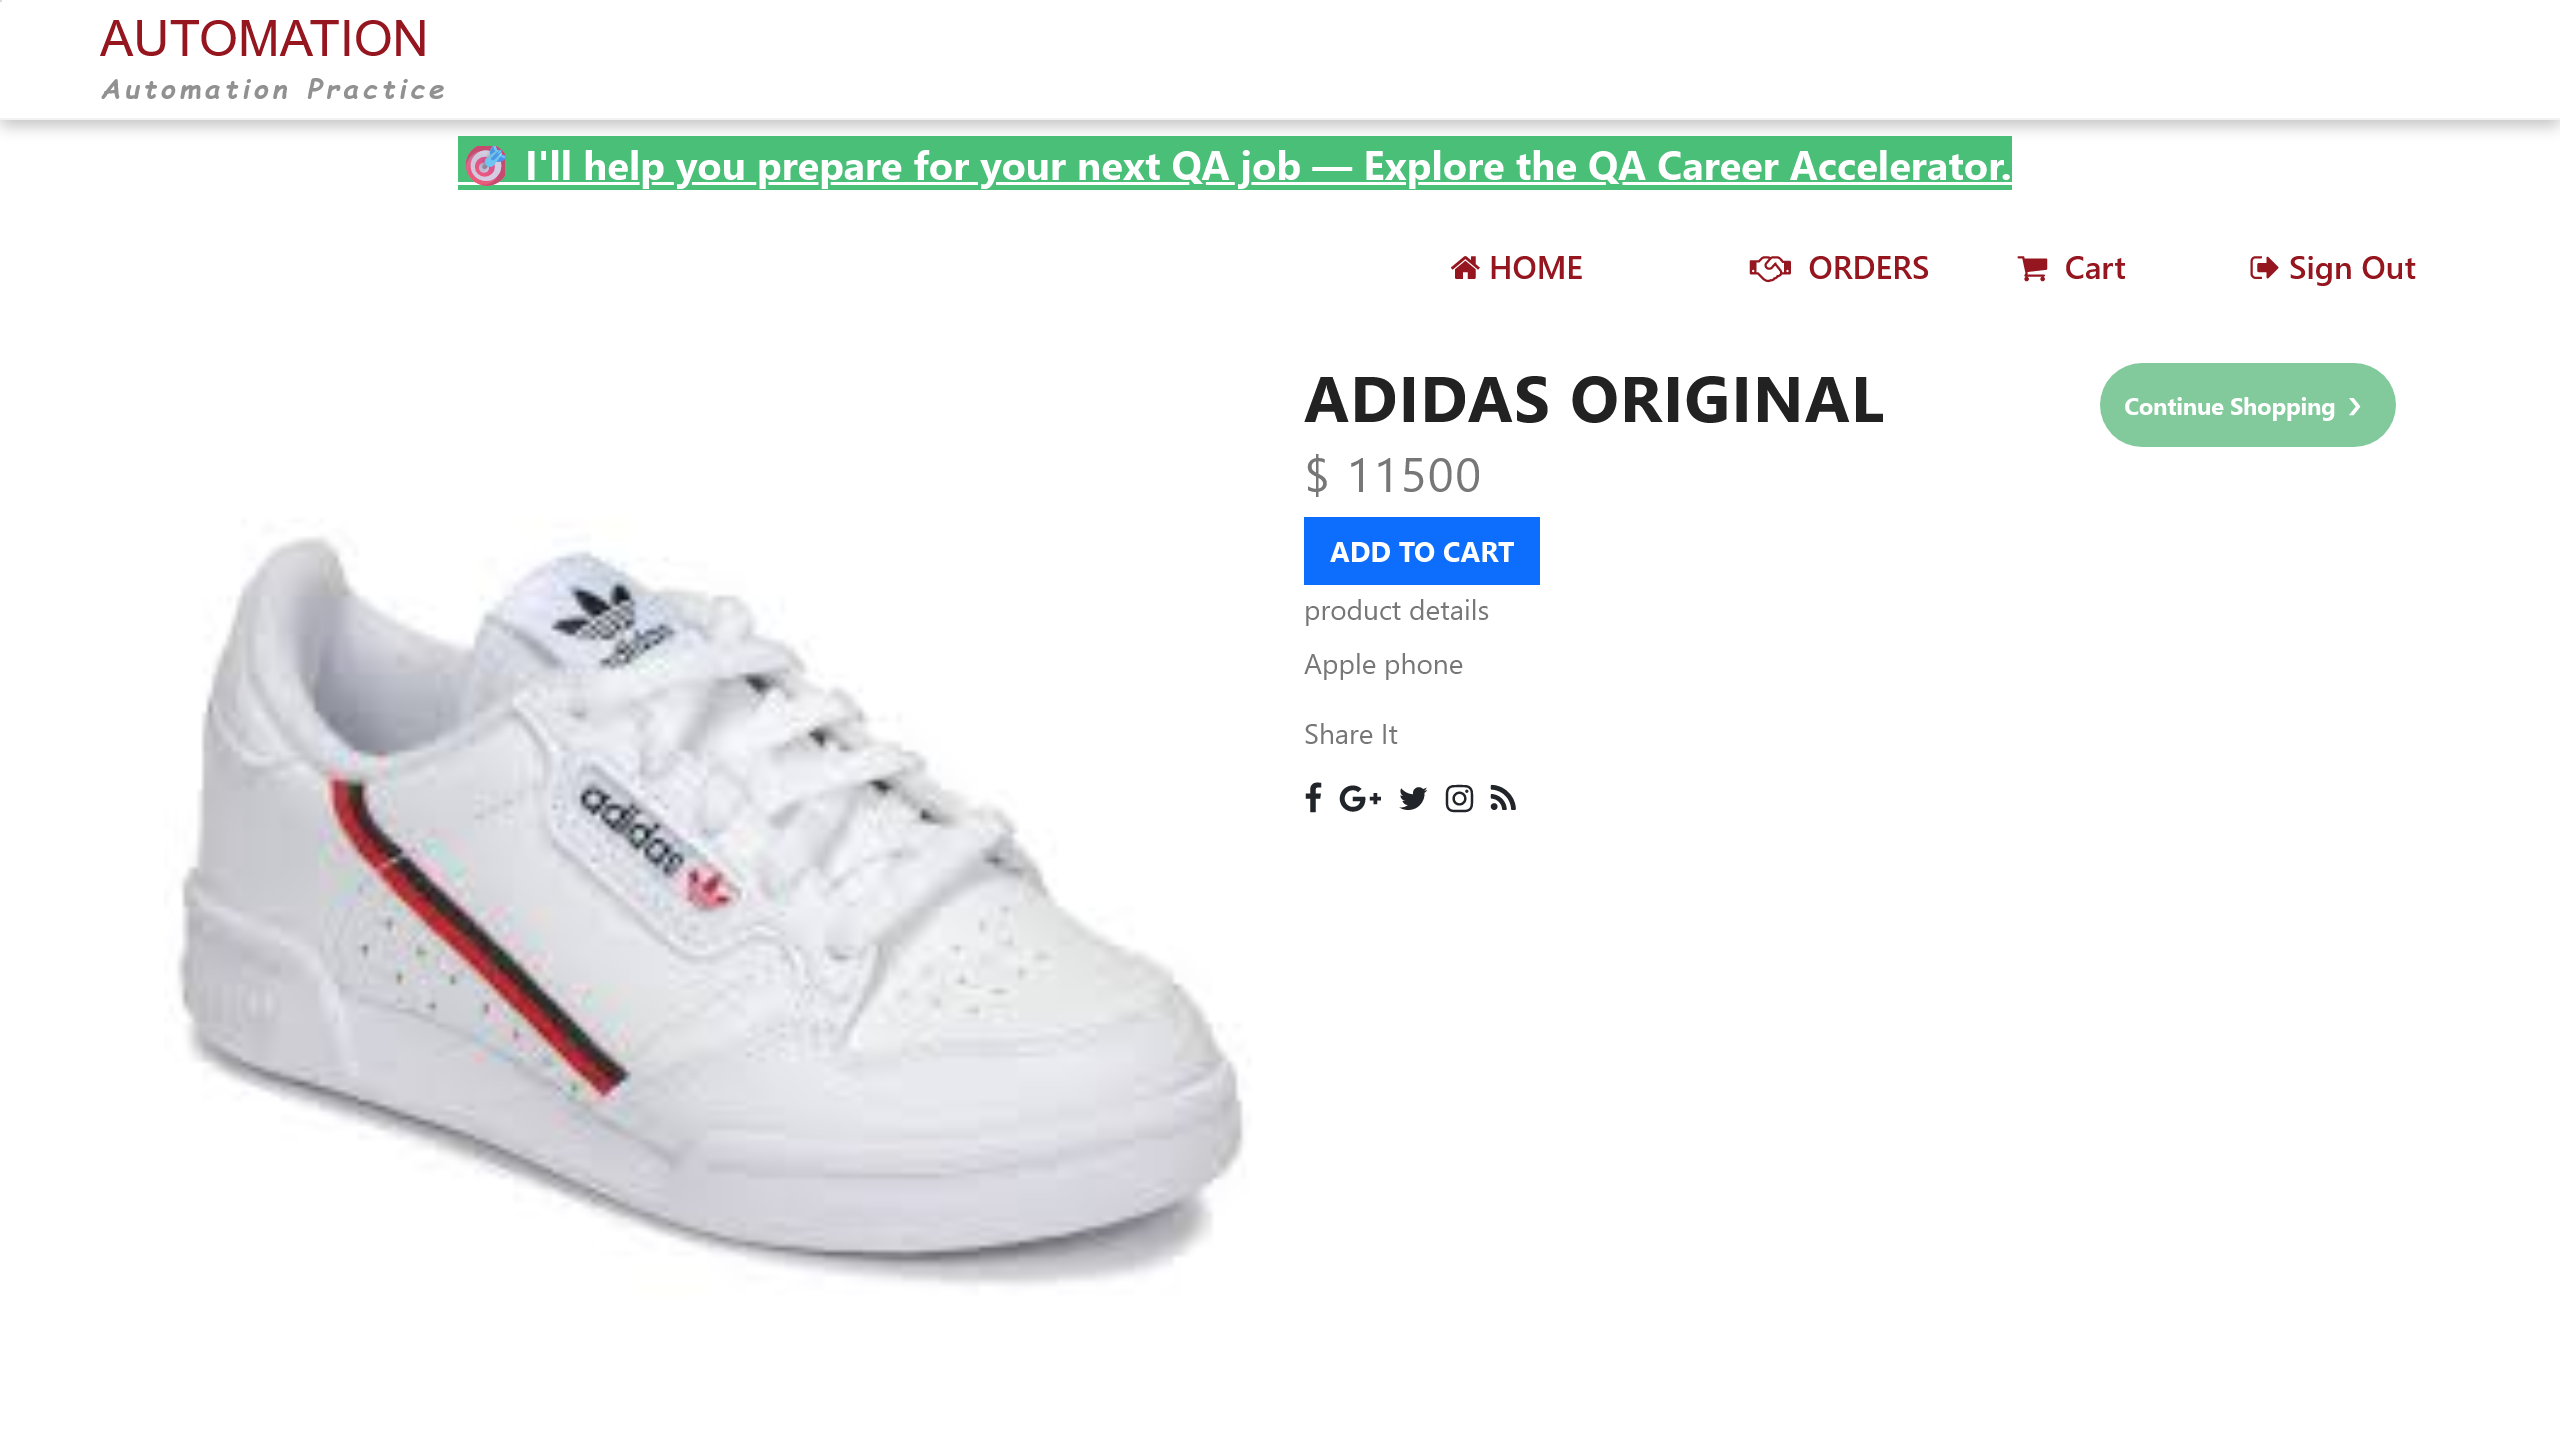 AUTOMATION
Automation Practice
🎯 I'll help you prepare for your next QA job — Explore the QA Career Accelerator.
HOME ORDERS Cart Sign Out
ADIDAS ORIGINAL
Continue Shopping ❯
$ 11500
ADD TO CART
product details
Apple phone
Share It
adidas
adidas